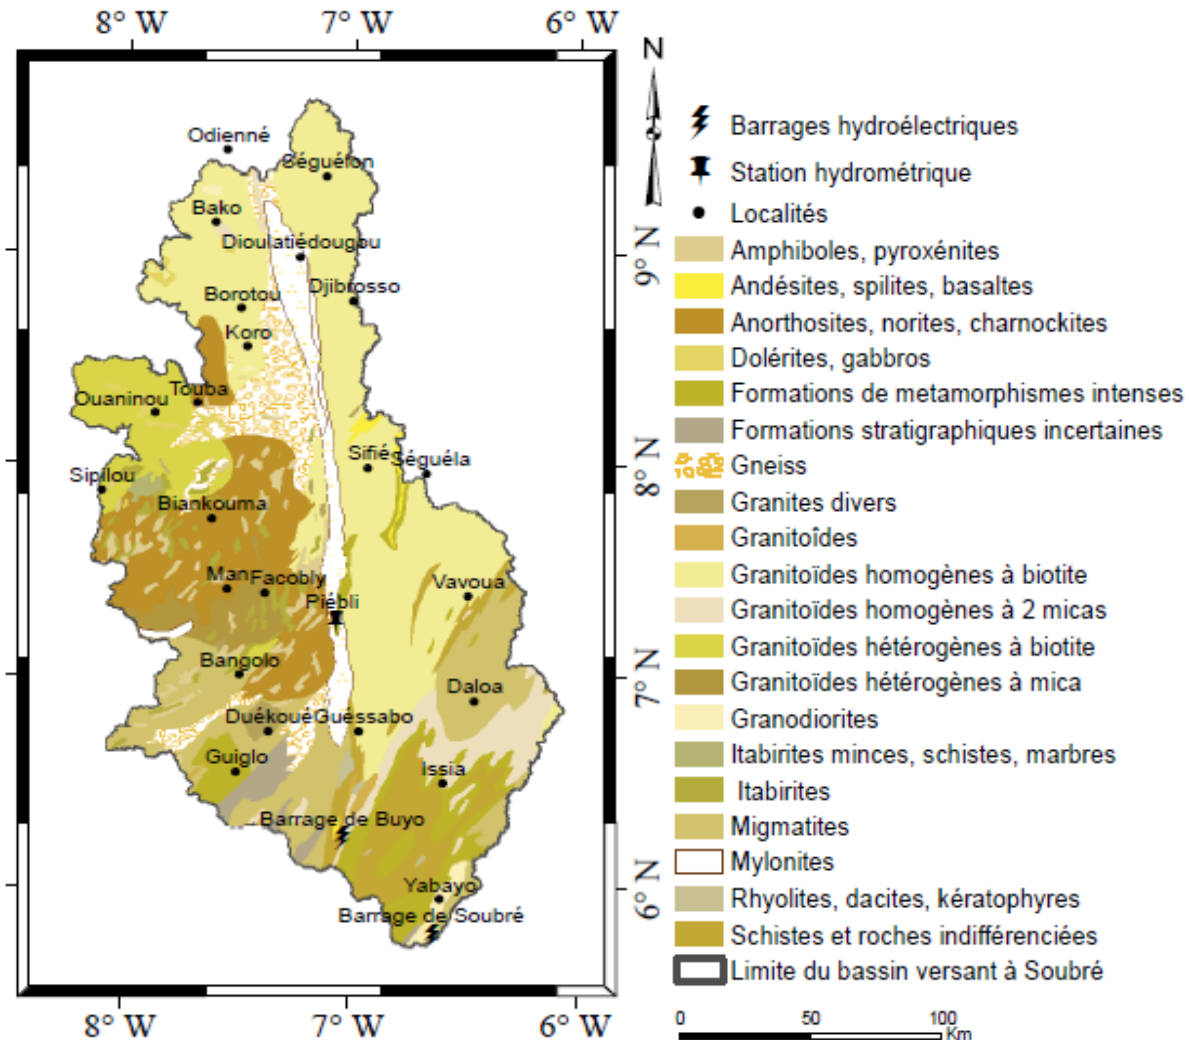 8° W
7° W
6° W
N
Odienné
Séguélon
Bako
Dioulatiédougou
9° N
Djibrosso
Borotou
Koro
Touba
Ouaninou
Sifié
Séguéla
8° N
Sipilou
Biankouma
Man
Facobly
Vavoua
Piébli
Bangolo
7° N
Daloa
Duékoué
Guéssabo
Guiglo
Issia
Barrage de Buyo
6° N
Yabayo
Barrage de Soubré
8° W
7° W
6° W
Barrages hydroélectriques
Station hydrométrique
Localités
Amphiboles, pyroxénites
Andésites, spilites, basaltes
Anorthosites, norites, charnockites
Dolérites, gabbros
Formations de metamorphismes intenses
Formations stratigraphiques incertaines
Gneiss
Granites divers
Granitoîdes
Granitoïdes homogènes à biotite
Granitoïdes homogènes à 2 micas
Granitoïdes hétérogènes à biotite
Granitoïdes hétérogènes à mica
Granodiorites
Itabirites minces, schistes, marbres
Itabirites
Migmatites
Mylonites
Rhyolites, dacites, kératophyres
Schistes et roches indifférenciées
Limite du bassin versant à Soubré
0 50 100
Km